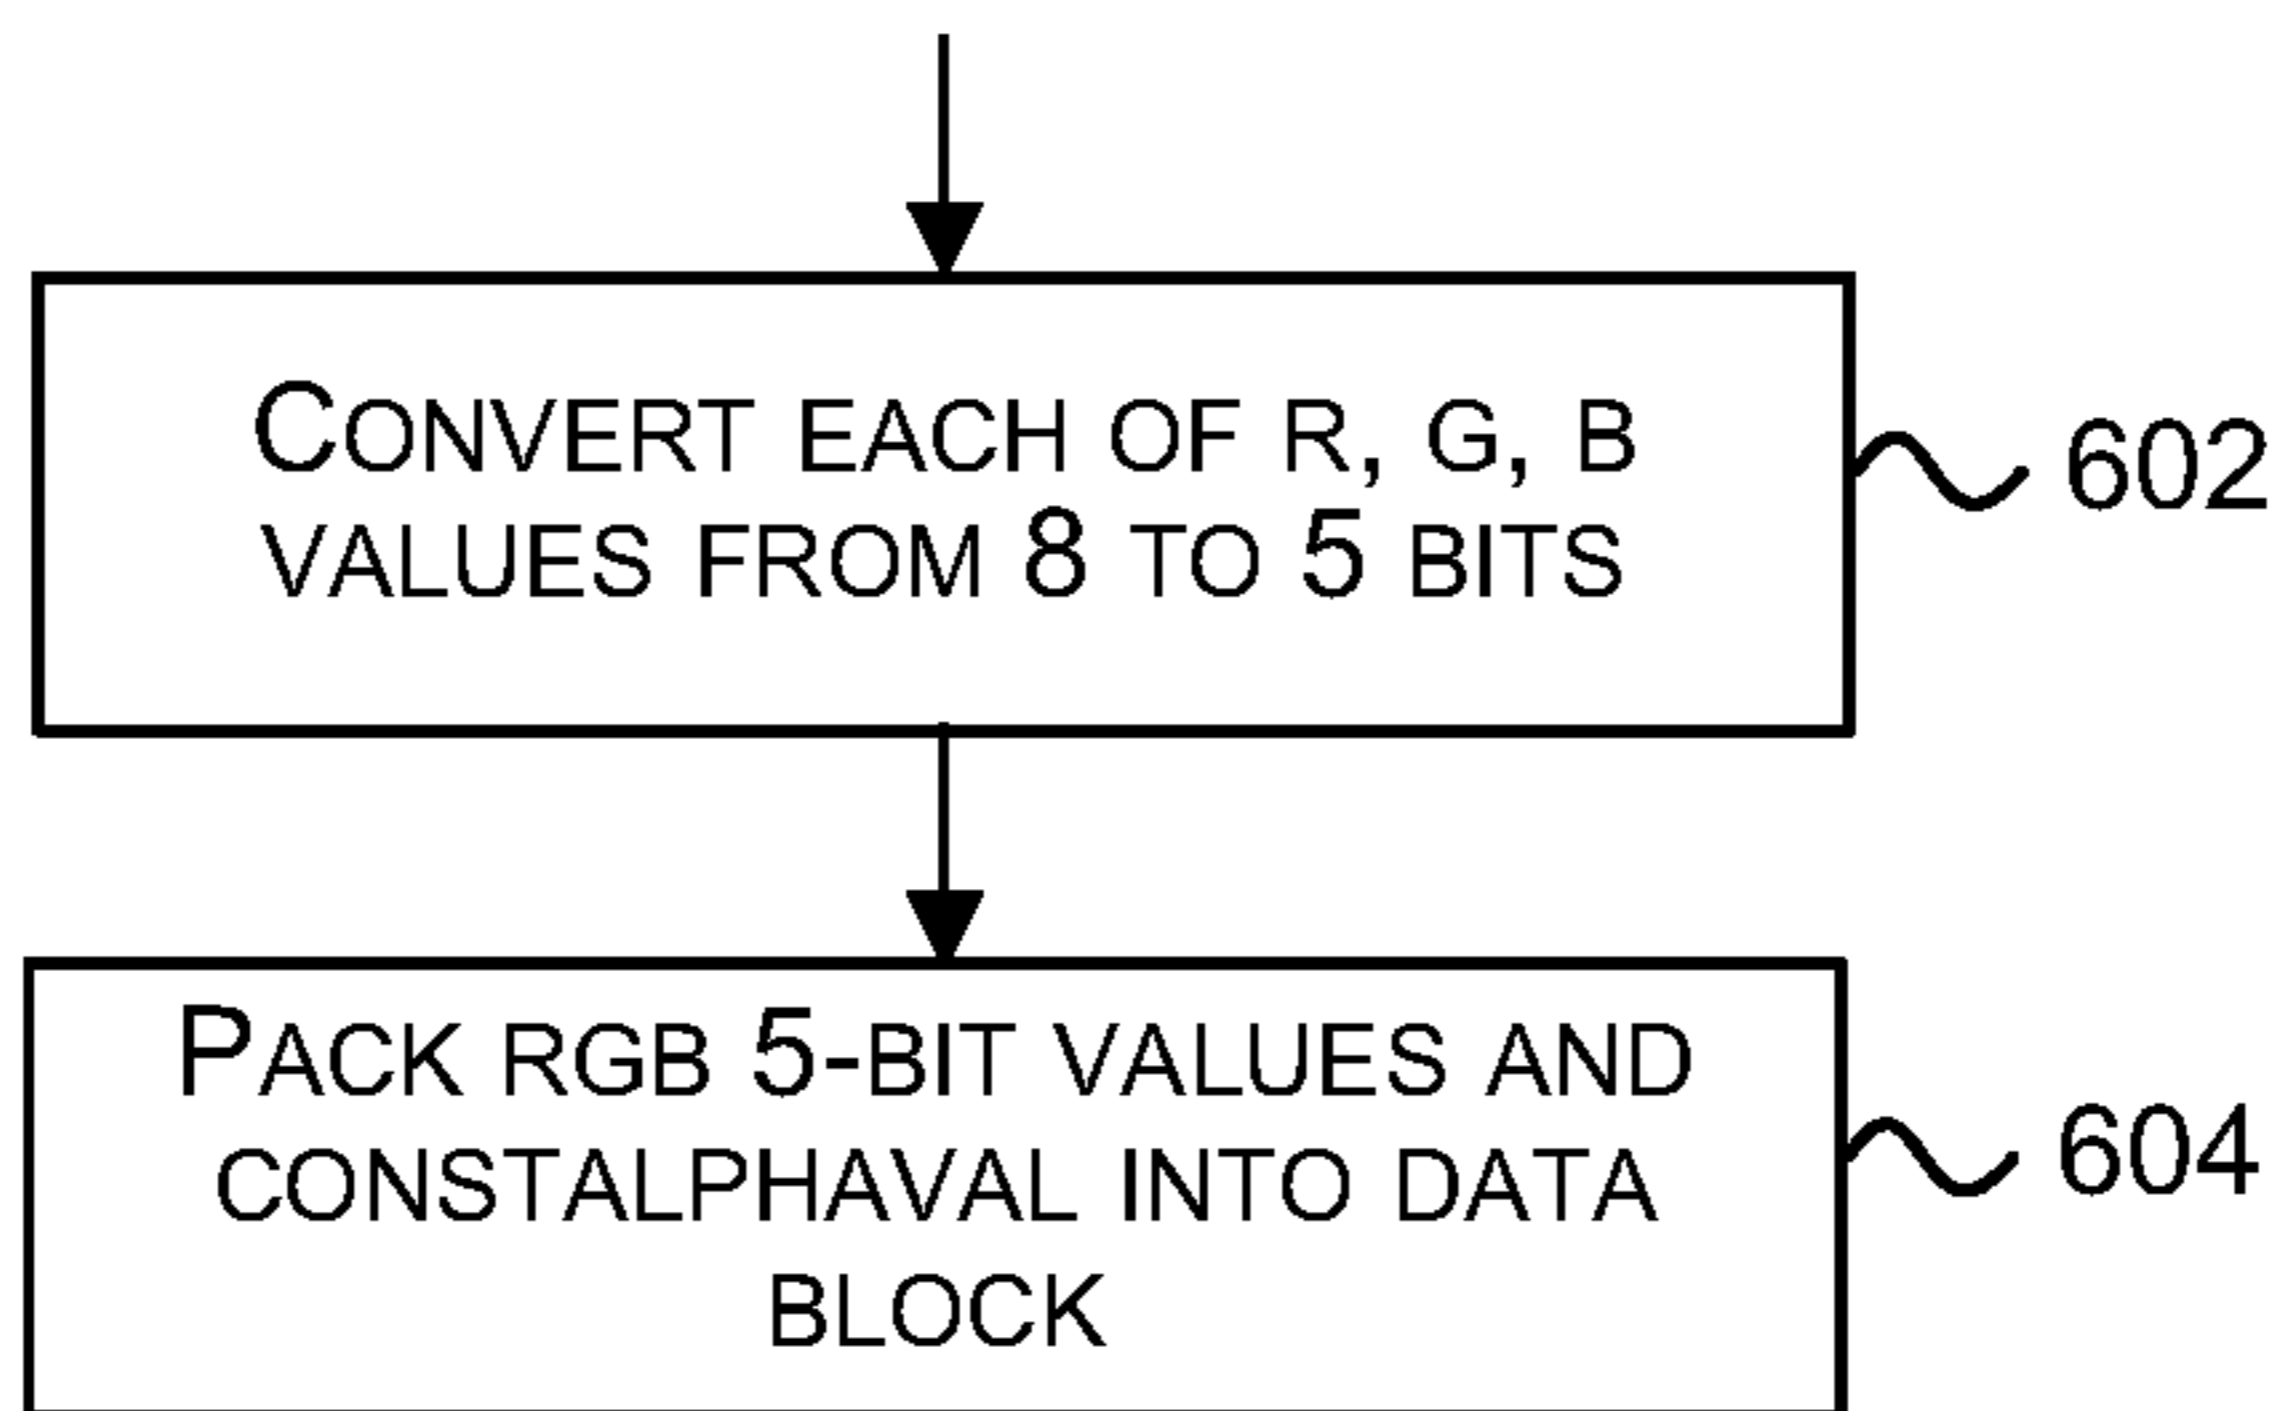 CONVERT EACH OF R, G, B
VALUES FROM 8 TO 5 BITS
602
PACK RGB 5-BIT VALUES AND
CONSTALPHAVAL INTO DATA
BLOCK
604